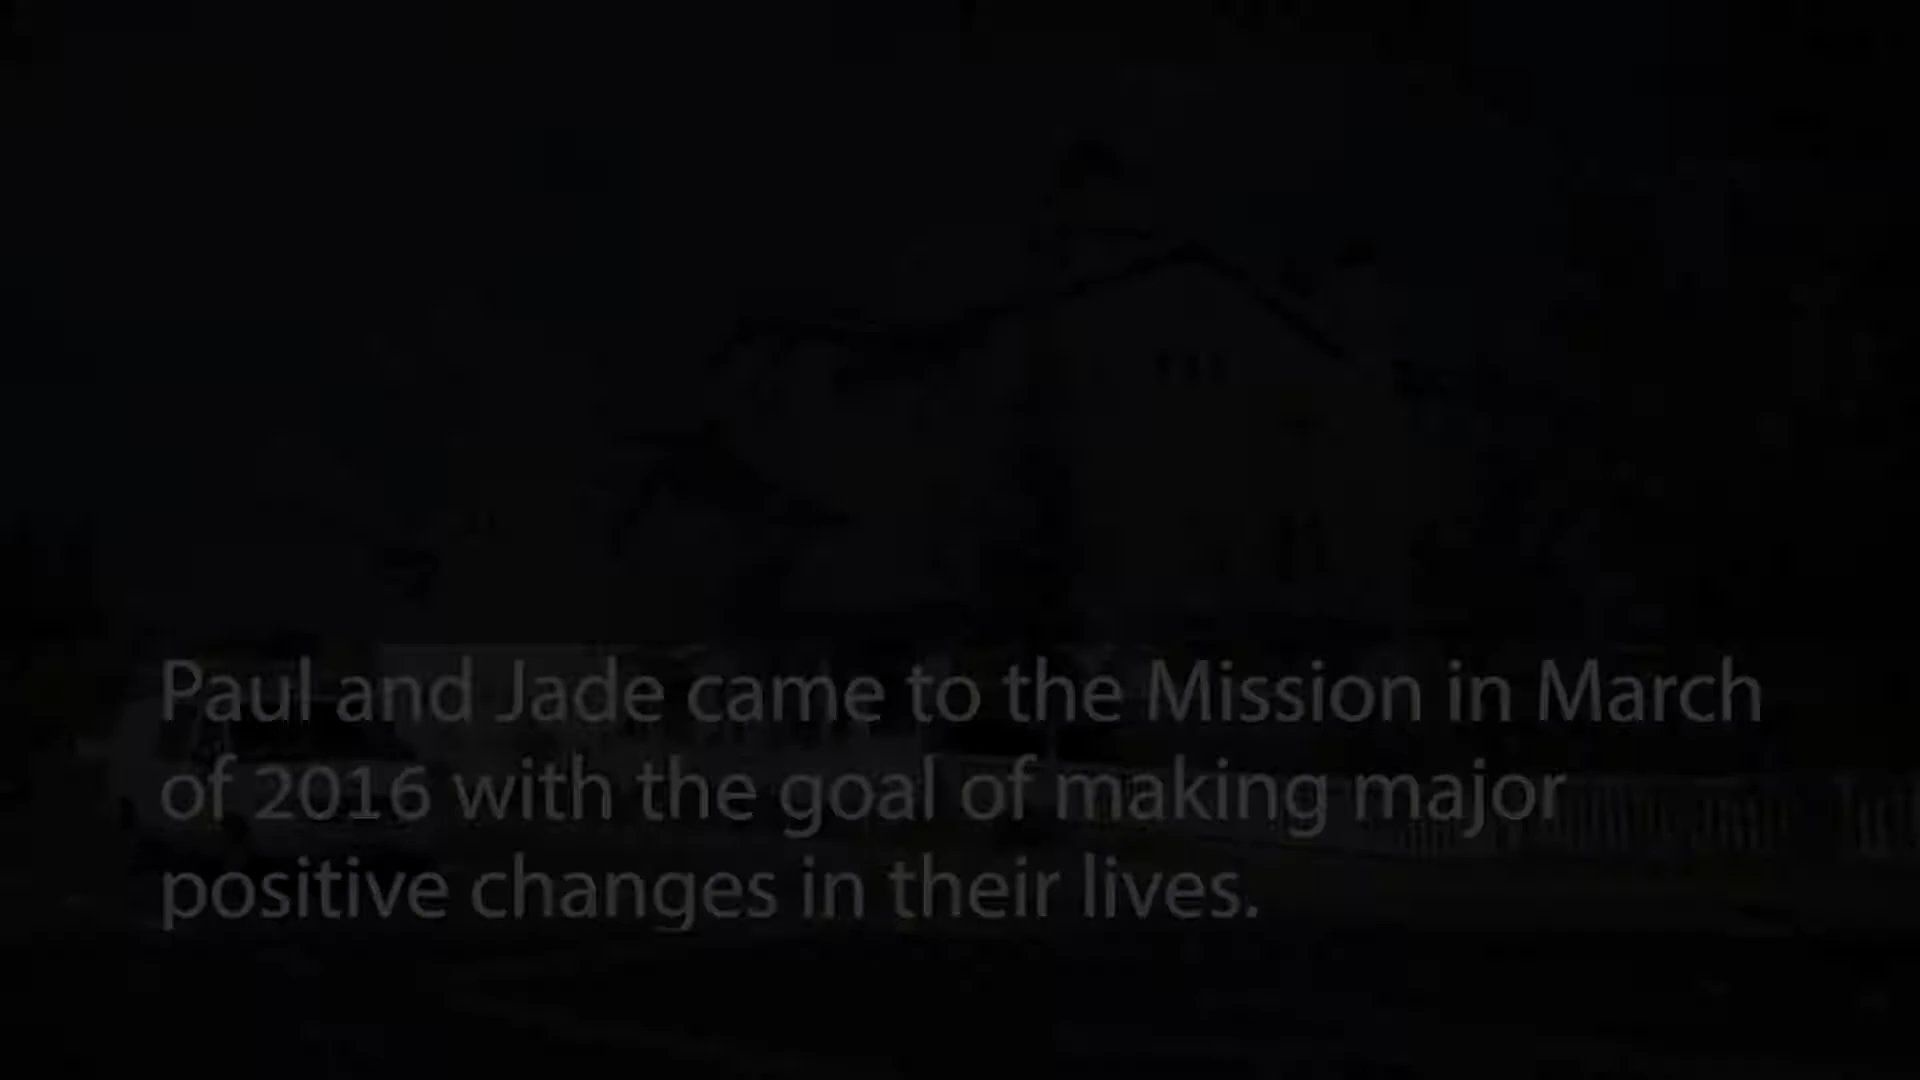 Paul and Jade came to the Mission in March
of 2016 with the goal of making major
positive changes in their lives.